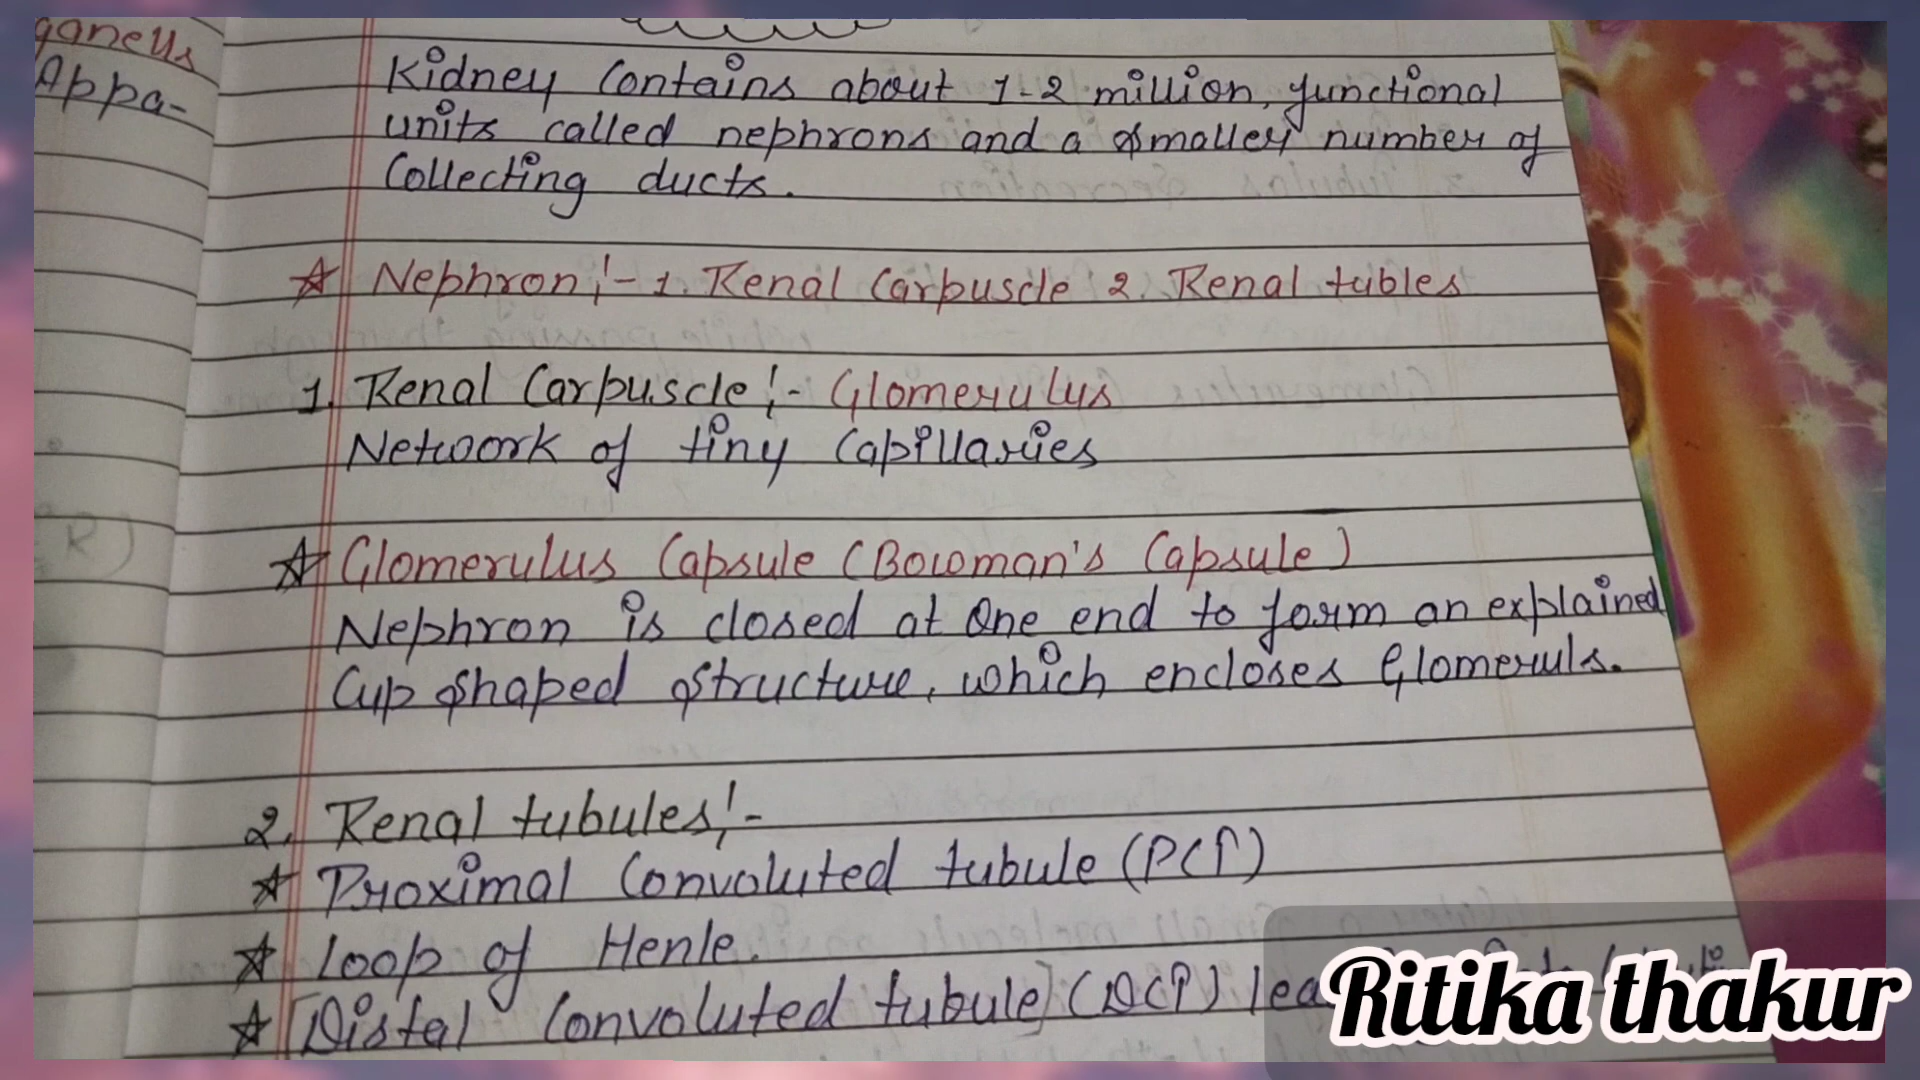 ganells
Appa-
Kidney Contains about 1-2 million, functional
units called nephrons and a smaller number of
Collecting ducts.
Nephron:- 1. Renal Carpuscle 2. Renal tubles
1. Renal Carpuscle:- Glomerulus
Network of tiny Capillaries
R)
Glomerulus Capsule (Bowman's Capsule)
Nephron is closed at One end to form an explained
Cup shaped structure, which encloses Glomeruls.
2. Renal tubules:-
Proximal Convoluted tubule (PCT)
Loop of Henle.
[Distal Convoluted tubule] (DCT)
Ritika thakur